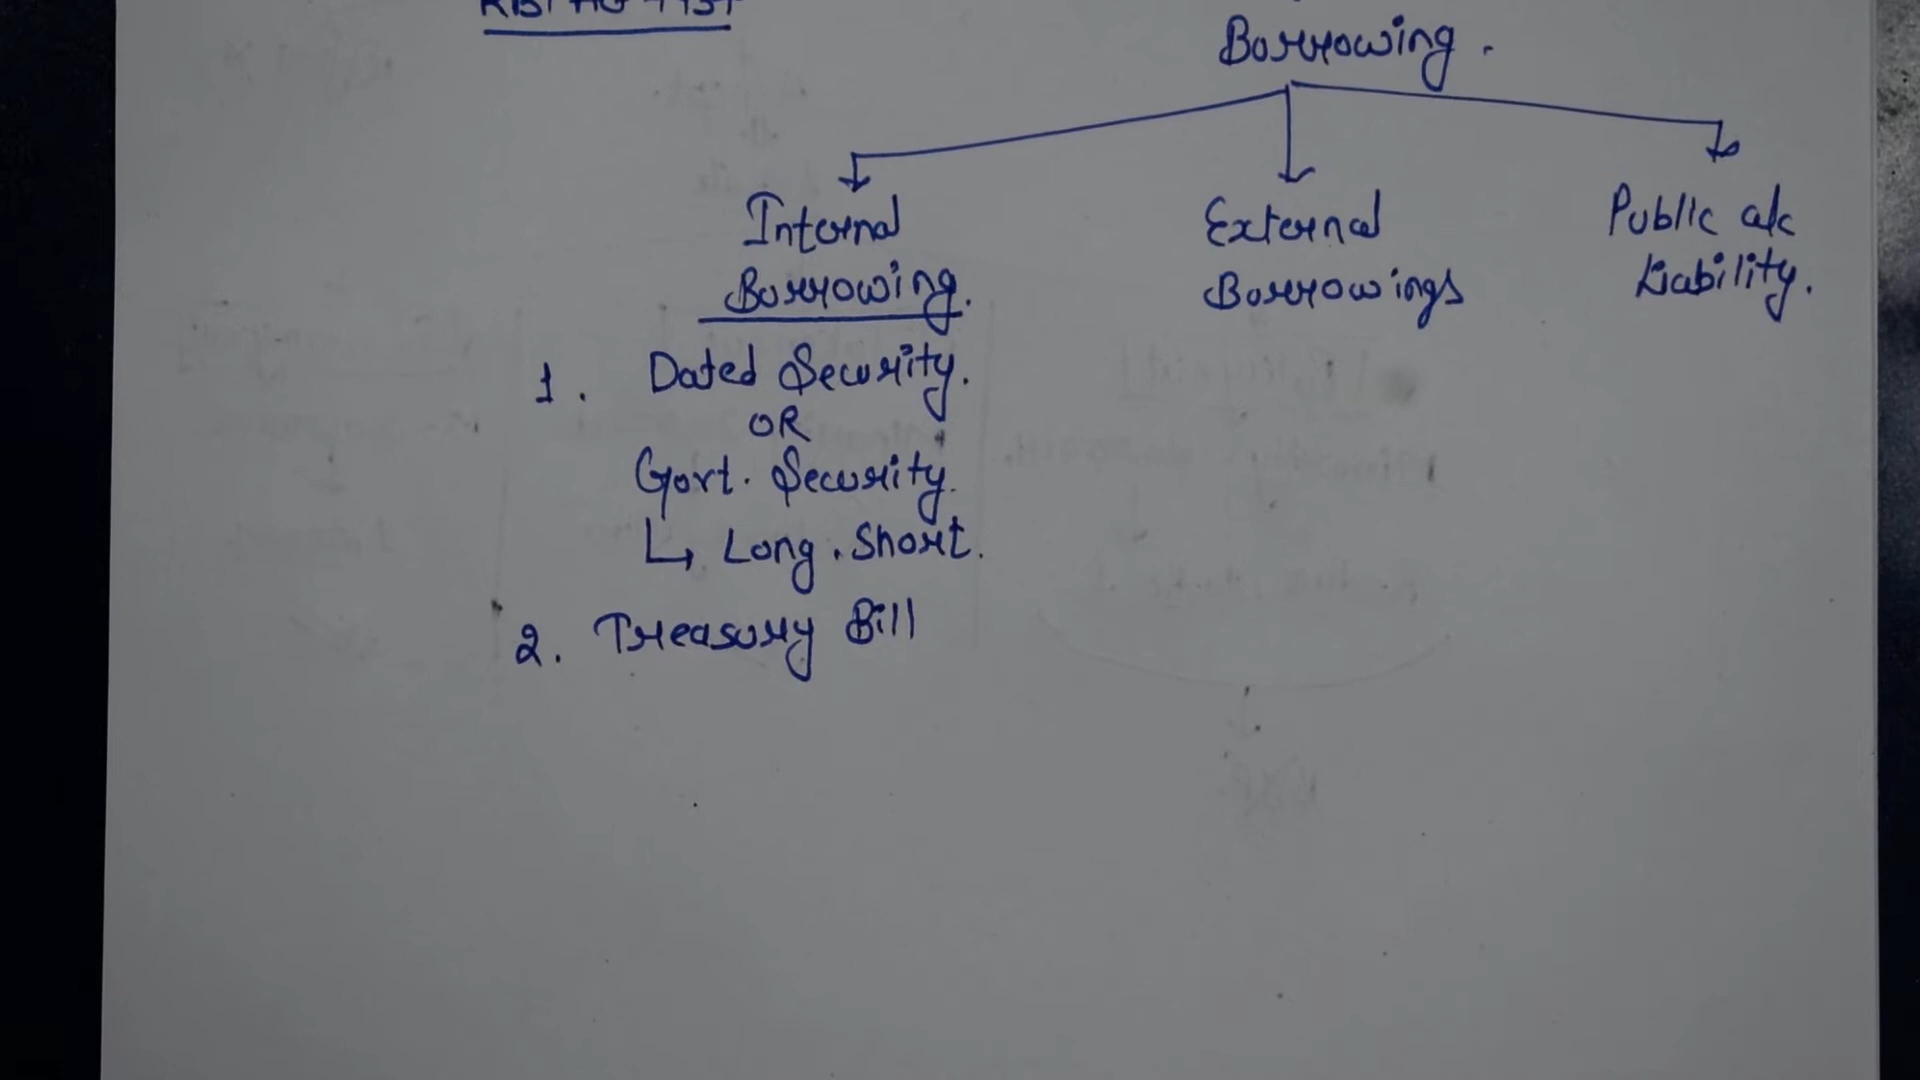 Borrowing.
Internal
Borrowing.
External
Borrowings
Public a/c
Liability.
1. Dated Security.
OR
Govt. Security.
↳ Long. Short.
2. Treasury Bill